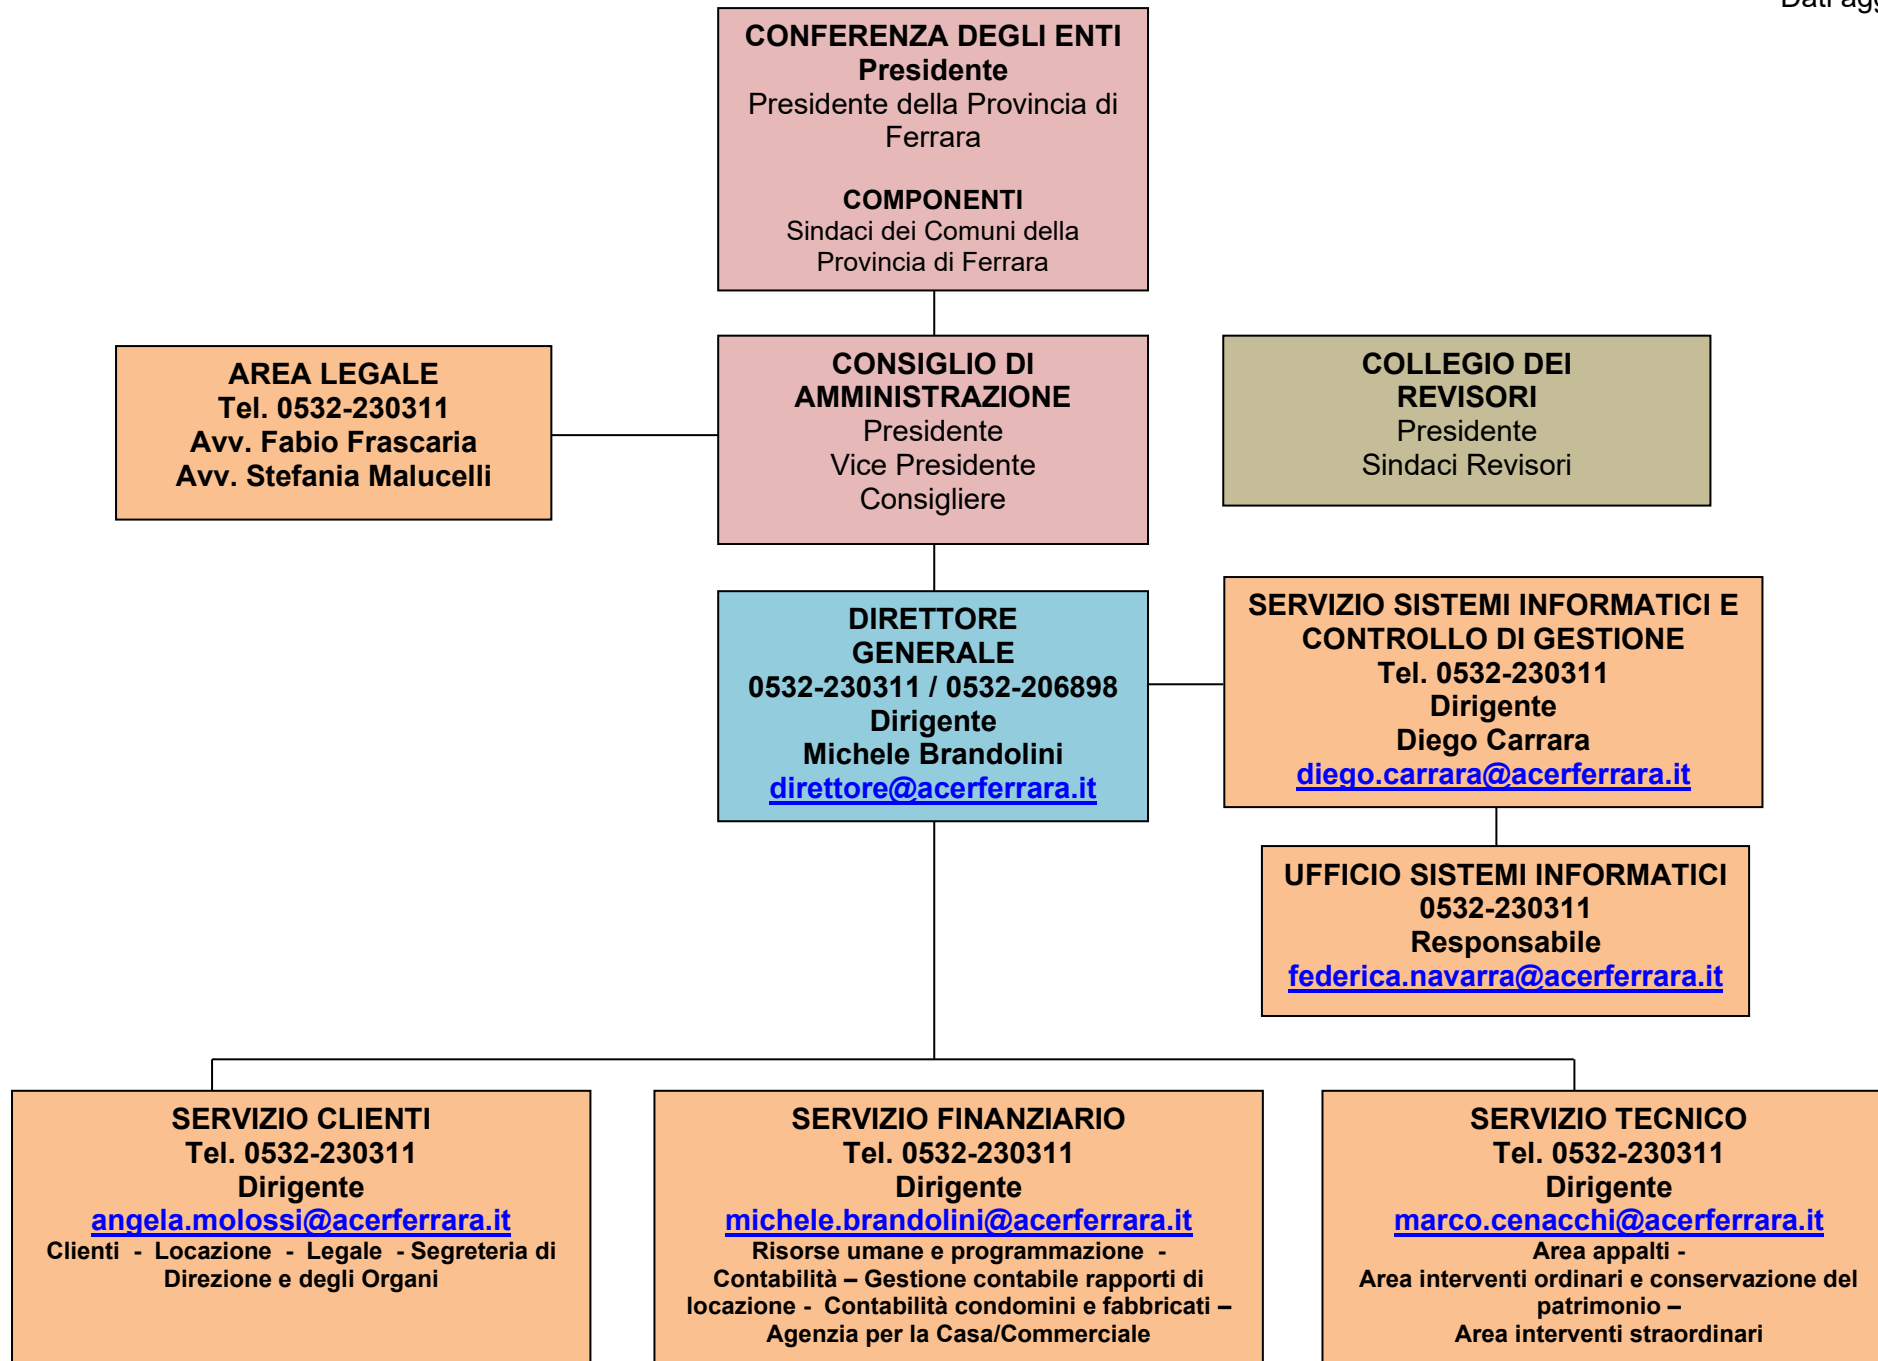 Dati agg
CONFERENZA DEGLI ENTI
Presidente
Presidente della Provincia di
Ferrara
COMPONENTI
Sindaci dei Comuni della
Provincia di Ferrara
AREA LEGALE
Tel. 0532-230311
Avv. Fabio Frascaria
Avv. Stefania Malucelli
CONSIGLIO DI
AMMINISTRAZIONE
Presidente
Vice Presidente
Consigliere
COLLEGIO DEI
REVISORI
Presidente
Sindaci Revisori
DIRETTORE
GENERALE
0532-230311 / 0532-206898
Dirigente
Michele Brandolini
direttore@acerferrara.it
SERVIZIO SISTEMI INFORMATICI E
CONTROLLO DI GESTIONE
Tel. 0532-230311
Dirigente
Diego Carrara
diego.carrara@acerferrara.it
UFFICIO SISTEMI INFORMATICI
0532-230311
Responsabile
federica.navarra@acerferrara.it
SERVIZIO CLIENTI
Tel. 0532-230311
Dirigente
angela.molossi@acerferrara.it
Clienti - Locazione - Legale - Segreteria di
Direzione e degli Organi
SERVIZIO FINANZIARIO
Tel. 0532-230311
Dirigente
michele.brandolini@acerferrara.it
Risorse umane e programmazione -
Contabilità – Gestione contabile rapporti di
locazione - Contabilità condomini e fabbricati –
Agenzia per la Casa/Commerciale
SERVIZIO TECNICO
Tel. 0532-230311
Dirigente
marco.cenacchi@acerferrara.it
Area appalti -
Area interventi ordinari e conservazione del
patrimonio –
Area interventi straordinari